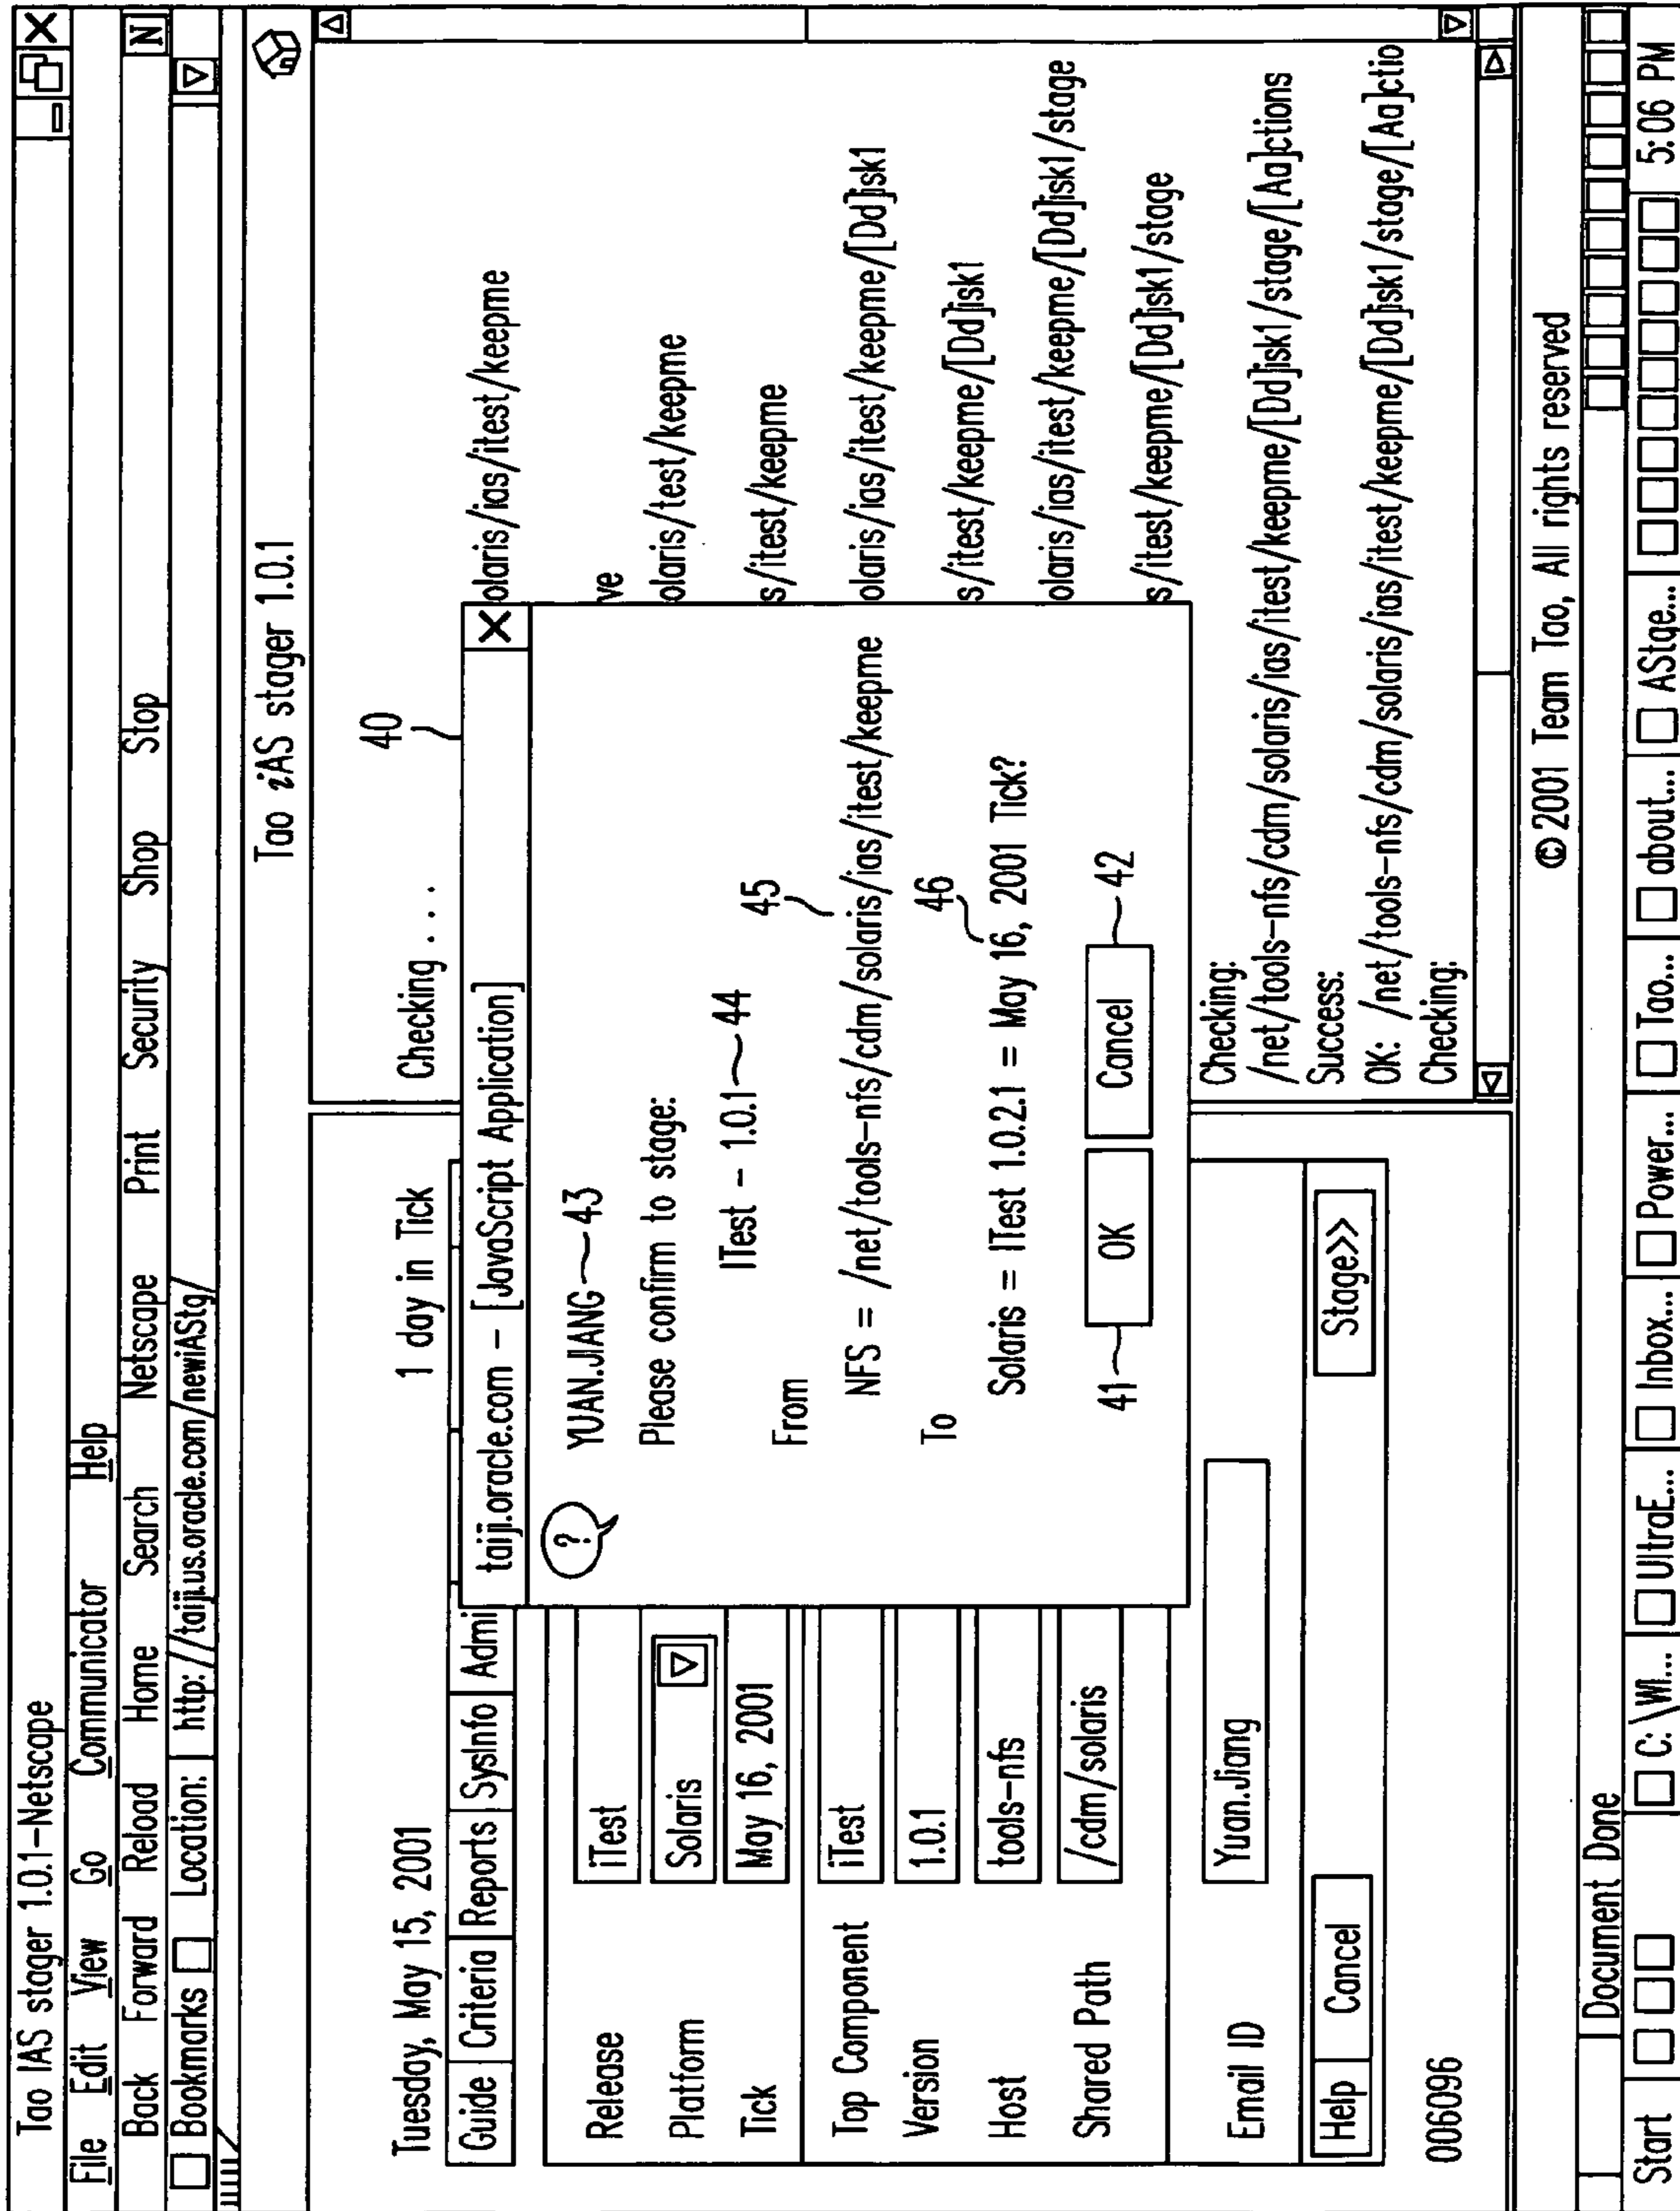 Tao IAS stager 1.0.1-Netscape
File Edit View Go Communicator Help
Back Forward Reload Home Search Netscape Print Security Shop Stop N
Bookmarks Location: http://taiji.us.oracle.com/newiAStg/
Tao iAS stager 1.0.1
Tuesday, May 15, 2001 1 day in Tick
Guide Criteria Reports SysInfo Admi
Release iTest
Platform Solaris
Tick May 16, 2001
Top Component iTest
Version 1.0.1
Host tools-nfs
Shared Path /cdm/solaris
Email ID Yuan.Jiang
Help Cancel Stage>>
006096
Checking....
40
taiji.oracle.com - [JavaScript Application]
? YUAN.JIANG 43
Please confirm to stage:
ITest - 1.0.1 44
From 45
NFS = /net/tools-nfs/cdm/solaris/ias/itest/keepme
To 46
Solaris = ITest 1.0.2.1 = May 16, 2001 Tick?
41 OK Cancel 42
olaris/ias/itest/keepme
ve
olaris/test/keepme
s/itest/keepme
olaris/ias/itest/keepme/[Dd]isk1
s/itest/keepme/[Dd]isk1
olaris/ias/itest/keepme/[Dd]isk1/stage
s/itest/keepme/[Dd]isk1/stage
Checking:
/net/tools-nfs/cdm/solaris/ias/itest/keepme/[Dd]isk1/stage/[Aa]ctions
Success:
OK: /net/tools-nfs/cdm/solaris/ias/itest/keepme/[Dd]isk1/stage/[Aa]ctio
Checking:
© 2001 Team Tao, All rights reserved
Document Done
Start C:\WI... UltraE... Inbox... Power... Tao... about... AStge... 5:06 PM